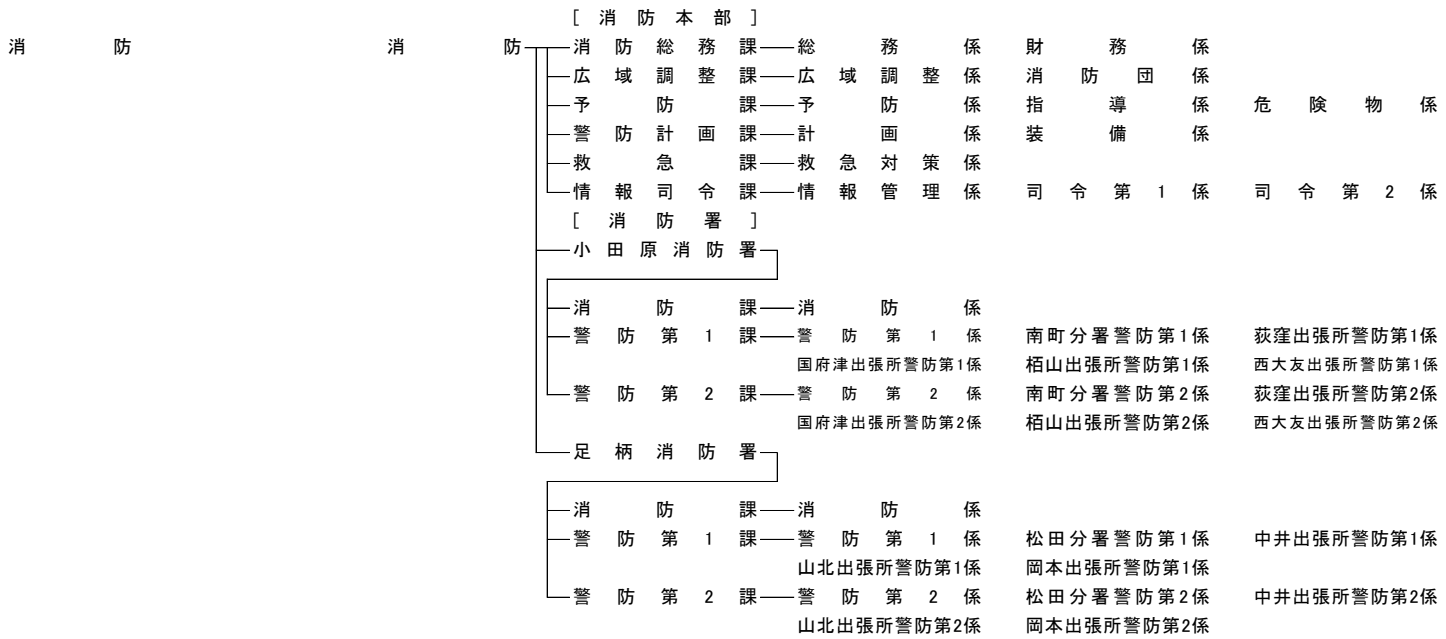 [消防本部]
消防 消防 消防総務課 総務係 財務係
広域調整課 広域調整係 消防団係
予防課 予防係 指導係 危険物係
警防計画課 計画係 装備係
救急課 救急対策係
情報司令課 情報管理係 司令第1係 司令第2係
[消防署]
小田原消防署
消防課 消防係
警防第1課 警防第1係 南町分署警防第1係 荻窪出張所警防第1係
国府津出張所警防第1係 栢山出張所警防第1係 西大友出張所警防第1係
警防第2課 警防第2係 南町分署警防第2係 荻窪出張所警防第2係
国府津出張所警防第2係 栢山出張所警防第2係 西大友出張所警防第2係
足柄消防署
消防課 消防係
警防第1課 警防第1係 松田分署警防第1係 中井出張所警防第1係
山北出張所警防第1係 岡本出張所警防第1係
警防第2課 警防第2係 松田分署警防第2係 中井出張所警防第2係
山北出張所警防第2係 岡本出張所警防第2係